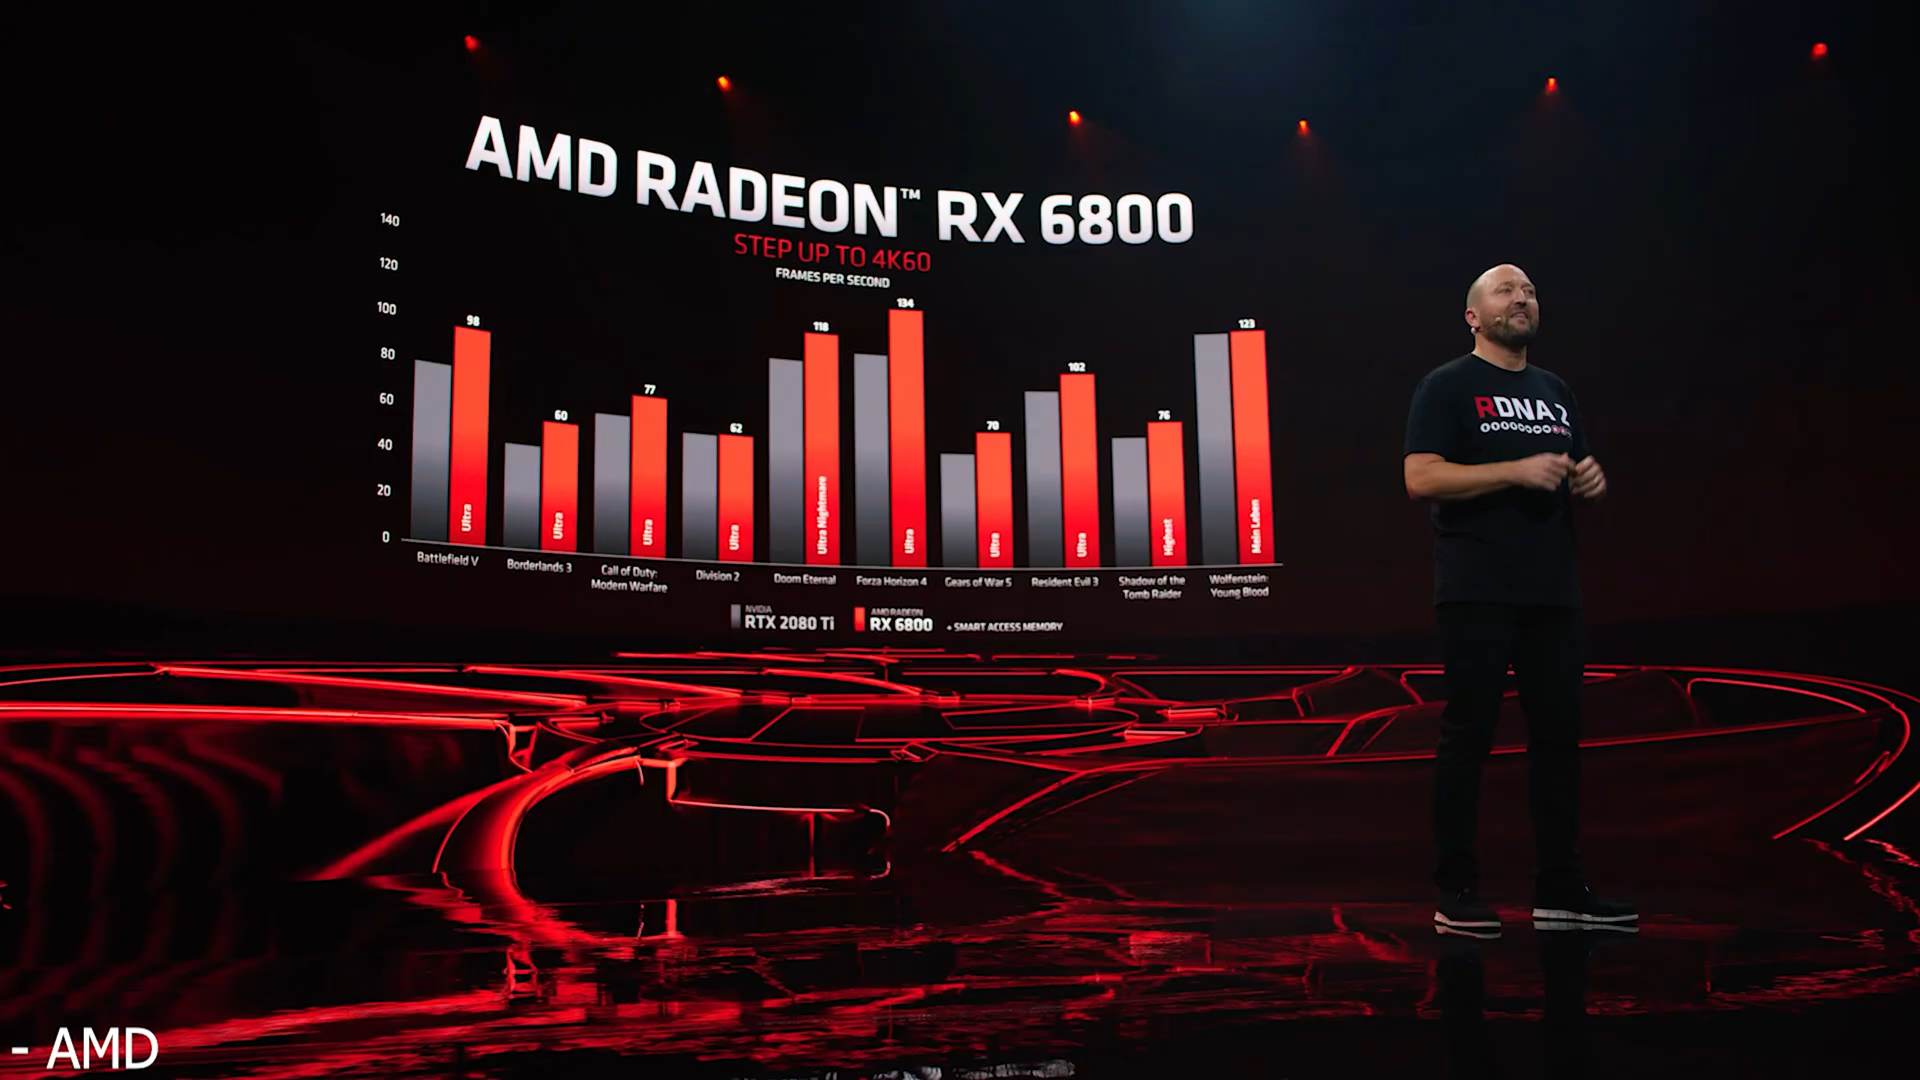 AMD RADEON™ RX 6800
STEP UP TO 4K60
FRAMES PER SECOND
140
120
100
80
60
40
20
0
98
60
77
62
118
134
70
102
76
123
Ultra
Ultra
Ultra
Ultra
Ultra Nightmare
Ultra
Ultra
Ultra
Highest
Mein Leben
Battlefield V
Borderlands 3
Call of Duty:
Modern Warfare
Division 2
Doom Eternal
Forza Horizon 4
Gears of War 5
Resident Evil 3
Shadow of the
Tomb Raider
Wolfenstein:
Young Blood
NVIDIA
RTX 2080 Ti
AMD RADEON
RX 6800
+ SMART ACCESS MEMORY
RDNA 2
- AMD